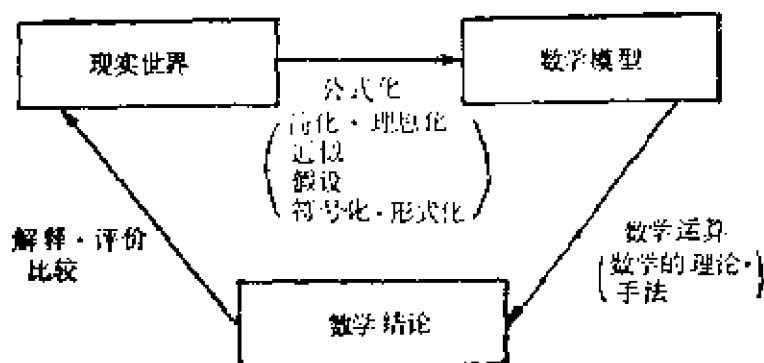 现实世界
数学模型
公式化
简化·理想化
近似
假设
符号化·形式化
解释·评价
比较
数学运算
数学的理论·
手法
数学结论